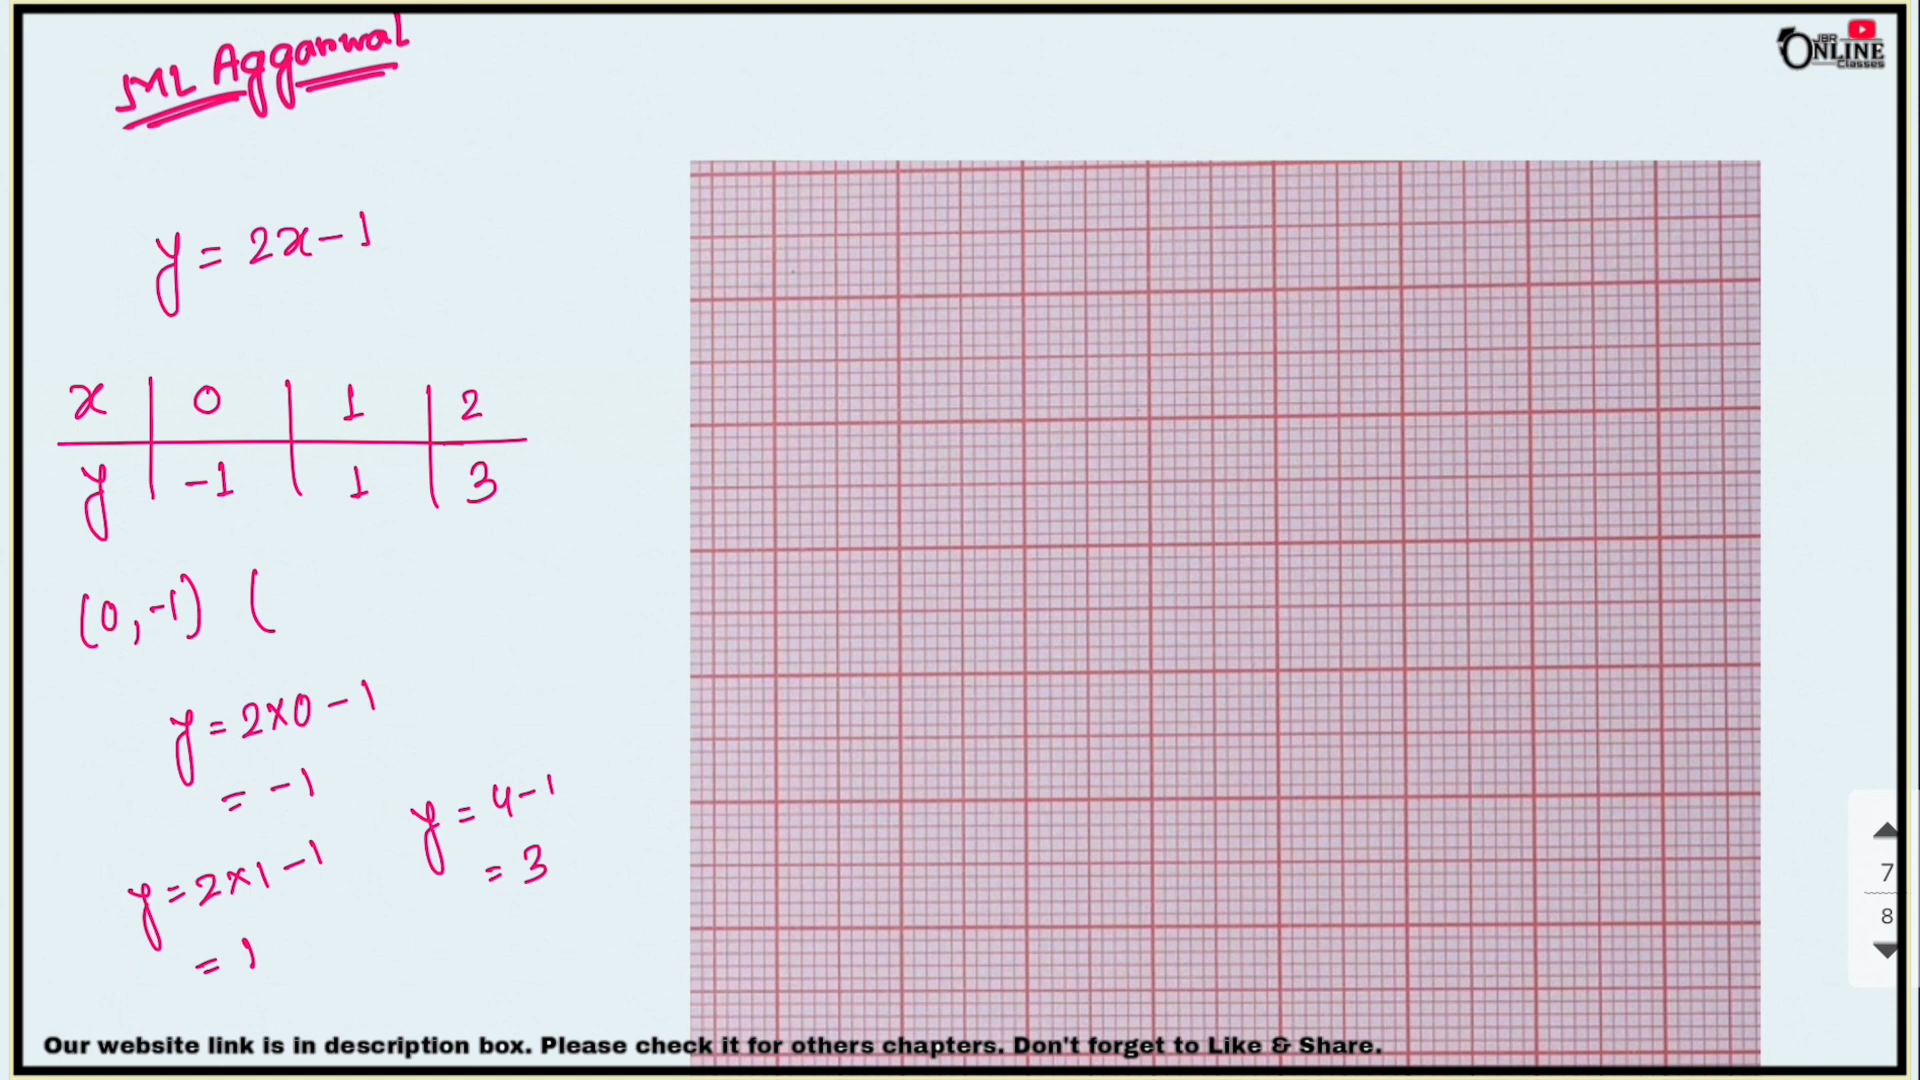 ML Aggarwal
JBR
ONLINE
Classes
y = 2x - 1
x | 0 | 1 | 2
y | -1 | 1 | 3
(0, -1) (
y = 2×0 - 1
= -1
y = 4 - 1
= 3
y = 2×1 - 1
= 1
7
8
Our website link is in description box. Please check it for others chapters. Don't forget to Like & Share.